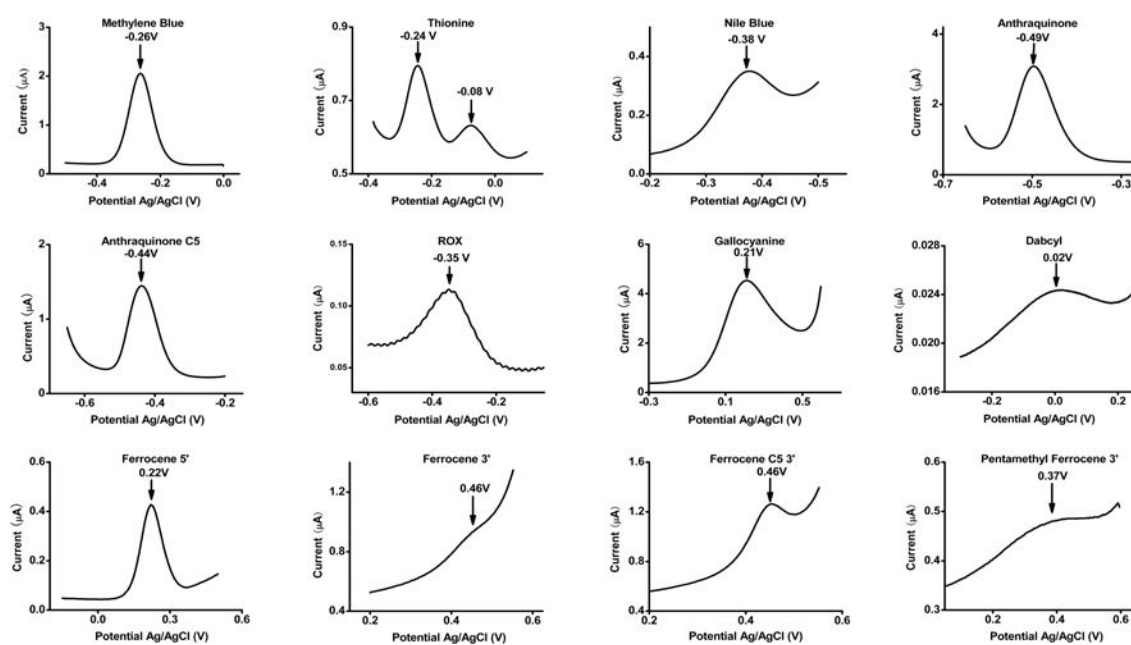 Methylene Blue
-0.26V
3
2
1
0
Current (μA)
-0.4
-0.2
0.0
Potential Ag/AgCl (V)
Thionine
-0.24 V
-0.08 V
0.9
0.7
0.5
Current (μA)
-0.4
-0.2
0.0
Potential Ag/AgCl (V)
Nile Blue
-0.38 V
0.4
0.2
0.0
Current (μA)
-0.2
-0.3
-0.4
-0.5
Potential Ag/AgCl (V)
Anthraquinone
-0.49V
4
2
0
Current (μA)
-0.7
-0.5
-0.3
Potential Ag/AgCl (V)
Anthraquinone C5
-0.44V
2
1
0
Current (μA)
-0.6
-0.4
-0.2
Potential Ag/AgCl (V)
ROX
-0.35 V
0.15
0.10
0.05
Current (μA)
-0.6
-0.4
-0.2
Potential Ag/AgCl (V)
Gallocyanine
0.21V
6
4
2
0
Current (μA)
-0.3
0.1
0.5
Potential Ag/AgCl (V)
Dabcyl
0.02V
0.028
0.024
0.020
0.016
Current (μA)
-0.2
0.0
0.2
Potential Ag/AgCl (V)
Ferrocene 5'
0.22V
0.6
0.4
0.2
0.0
Current (μA)
0.0
0.3
0.6
Potential Ag/AgCl (V)
Ferrocene 3'
0.46V
1.2
0.8
0.4
Current (μA)
0.2
0.4
0.6
Potential Ag/AgCl (V)
Ferrocene C5 3'
0.46V
1.6
1.2
0.8
0.4
Current (μA)
0.2
0.4
0.6
Potential Ag/AgCl (V)
Pentamethyl Ferrocene 3'
0.37V
0.6
0.5
0.4
0.3
Current (μA)
0.2
0.4
0.6
Potential Ag/AgCl (V)